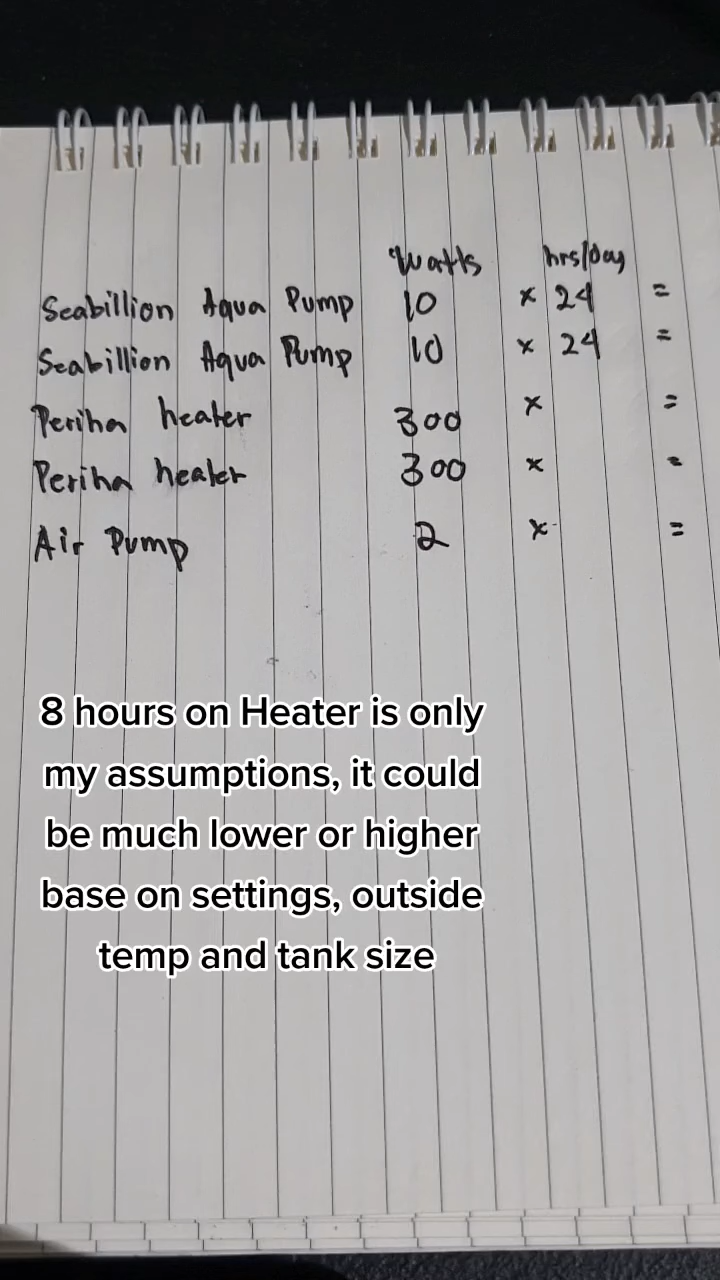 Watts hrs/day
Seabillion Aqua Pump 10 x 24 =
Seabillion Aqua Pump 10 x 24 =
Periha heater 300 x =
Periha heater 300 x =
Air Pump 2 x =
8 hours on Heater is only
my assumptions, it could
be much lower or higher
base on settings, outside
temp and tank size